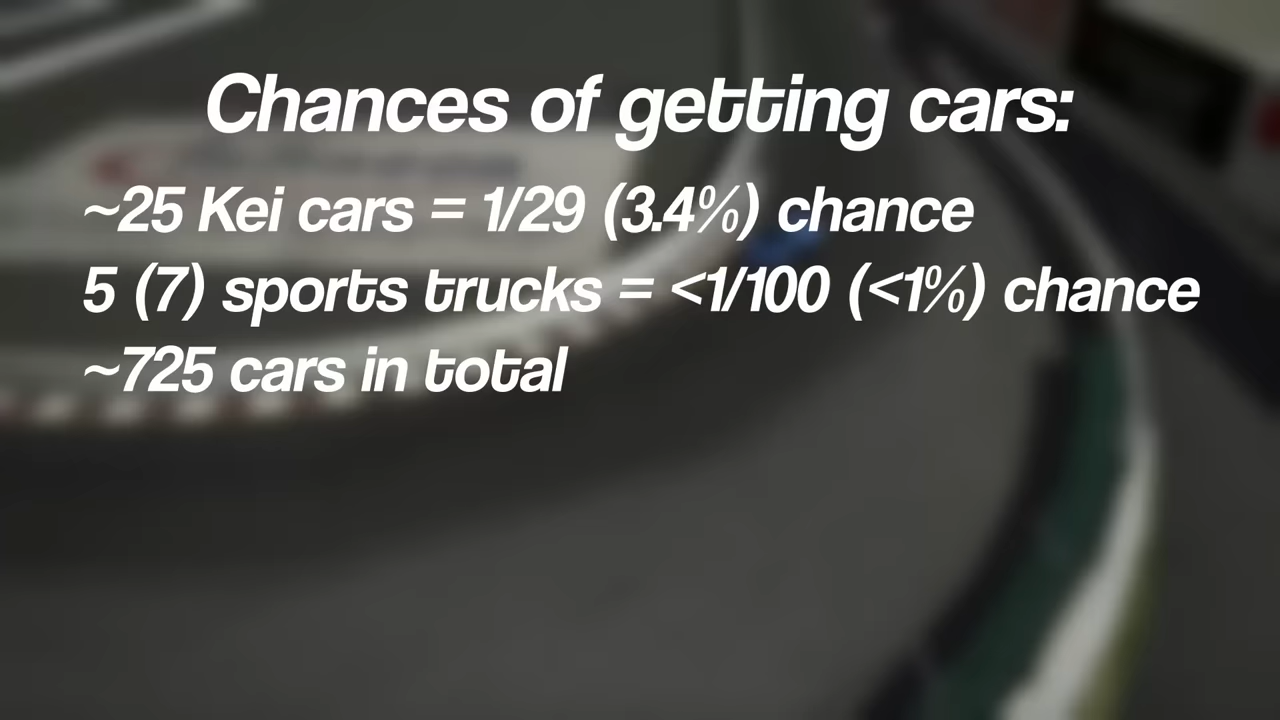 Chances of getting cars:
~25 Kei cars = 1/29 (3.4%) chance
5 (7) sports trucks = <1/100 (<1%) chance
~725 cars in total